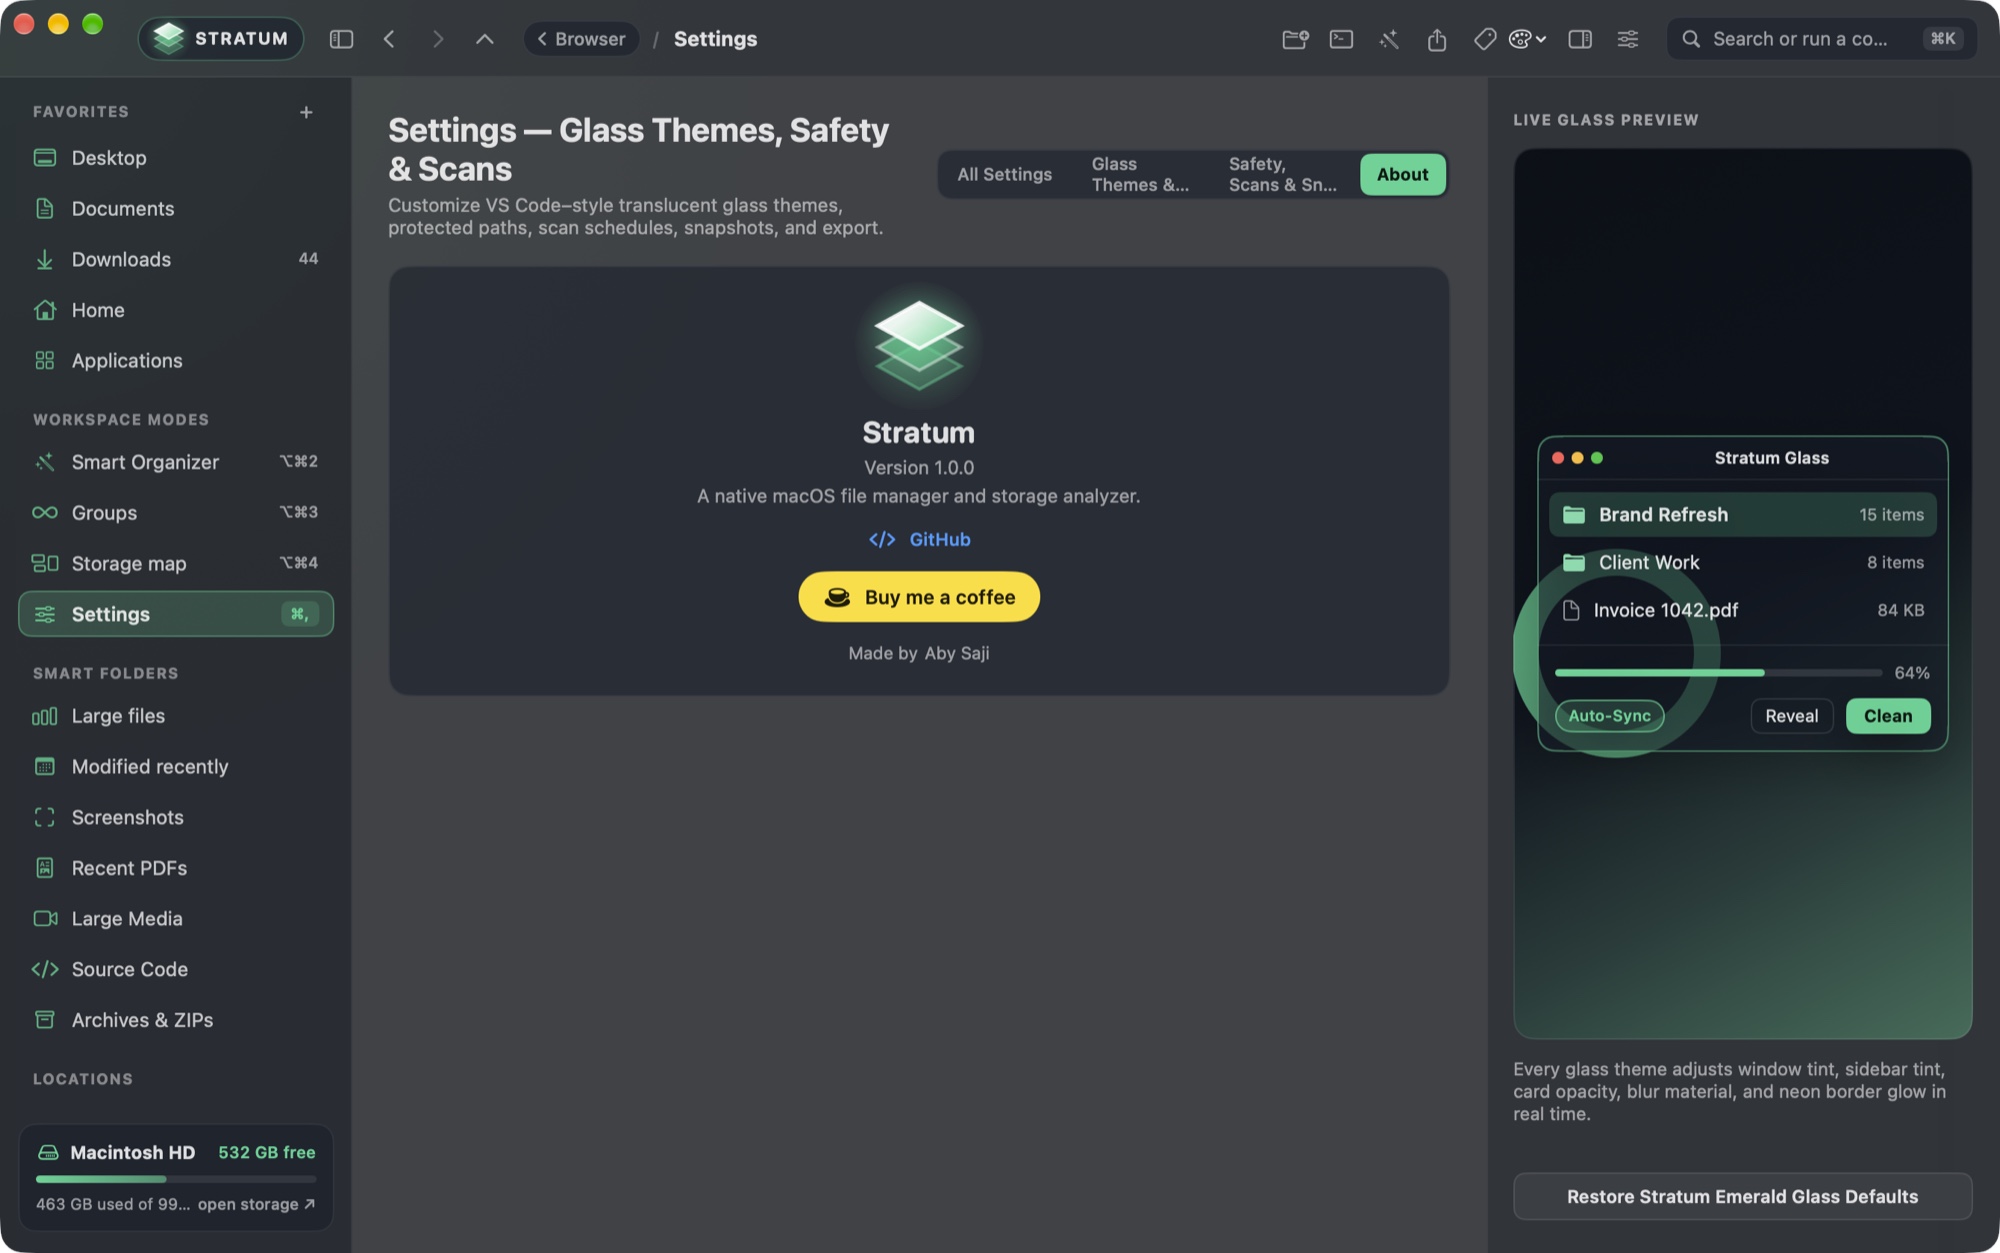 STRATUM
Browser
/
Settings
Search or run a co...
⌘K
FAVORITES
+
Desktop
Documents
Downloads
44
Home
Applications
WORKSPACE MODES
Smart Organizer
⌥⌘2
Groups
⌥⌘3
Storage map
⌥⌘4
Settings
⌘,
SMART FOLDERS
Large files
Modified recently
Screenshots
Recent PDFs
Large Media
Source Code
Archives & ZIPs
LOCATIONS
Macintosh HD
532 GB free
463 GB used of 99...
open storage ↗
Settings — Glass Themes, Safety
& Scans
Customize VS Code–style translucent glass themes,
protected paths, scan schedules, snapshots, and export.
All Settings
Glass
Themes &...
Safety,
Scans & Sn...
About
Stratum
Version 1.0.0
A native macOS file manager and storage analyzer.
</> GitHub
Buy me a coffee
Made by Aby Saji
LIVE GLASS PREVIEW
Stratum Glass
Brand Refresh
15 items
Client Work
8 items
Invoice 1042.pdf
84 KB
64%
Auto-Sync
Reveal
Clean
Every glass theme adjusts window tint, sidebar tint,
card opacity, blur material, and neon border glow in
real time.
Restore Stratum Emerald Glass Defaults